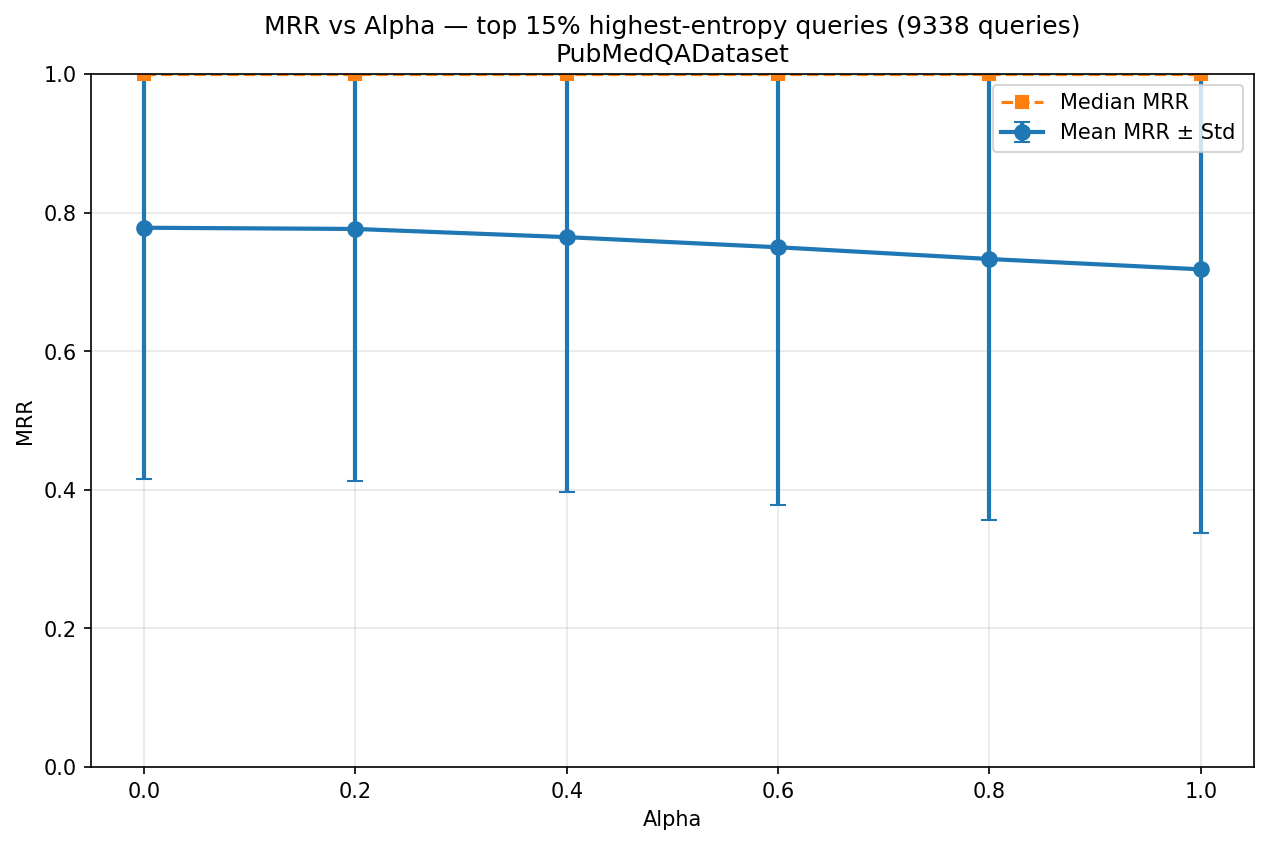 MRR vs Alpha — top 15% highest-entropy queries (9338 queries)
PubMedQADataset
1.0
0.8
0.6
0.4
0.2
0.0
MRR
Median MRR
Mean MRR ± Std
0.0 0.2 0.4 0.6 0.8 1.0
Alpha